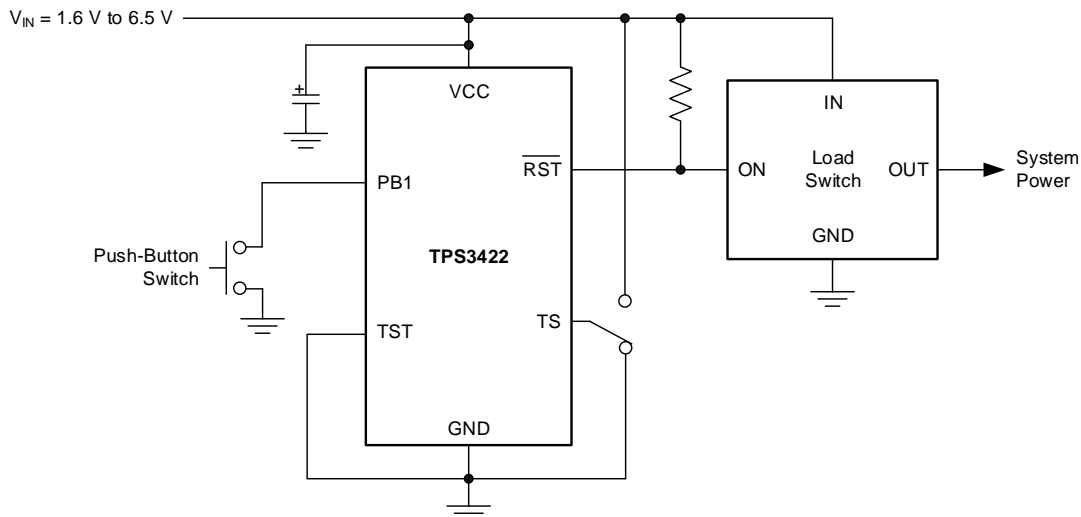 V_IN = 1.6 V to 6.5 V
VCC
IN
RST
ON
Load
Switch
OUT
System
Power
PB1
GND
TPS3422
Push-Button
Switch
TS
TST
GND